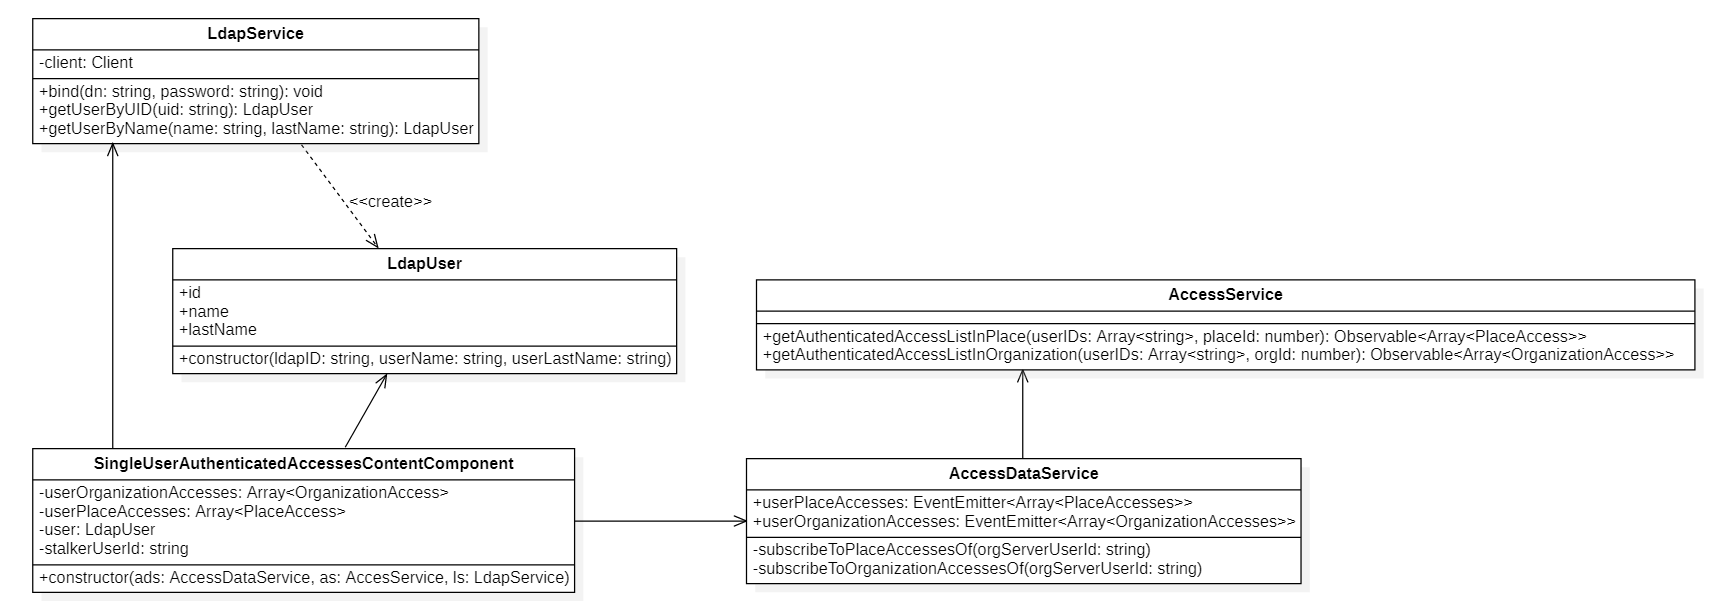 LdapService
-client: Client
+bind(dn: string, password: string): void
+getUserByUID(uid: string): LdapUser
+getUserByName(name: string, lastName: string): LdapUser
<<create>>
LdapUser
+id
+name
+lastName
+constructor(ldapID: string, userName: string, userLastName: string)
AccessService
+getAuthenticatedAccessListInPlace(userIDs: Array<string>, placeId: number): Observable<Array<PlaceAccess>>
+getAuthenticatedAccessListInOrganization(userIDs: Array<string>, orgId: number): Observable<Array<OrganizationAccess>>
SingleUserAuthenticatedAccessesContentComponent
-userOrganizationAccesses: Array<OrganizationAccess>
-userPlaceAccesses: Array<PlaceAccess>
-user: LdapUser
-stalkerUserId: string
+constructor(ads: AccessDataService, as: AccesService, ls: LdapService)
AccessDataService
+userPlaceAccesses: EventEmitter<Array<PlaceAccesses>>
+userOrganizationAccesses: EventEmitter<Array<OrganizationAccesses>>
-subscribeToPlaceAccessesOf(orgServerUserId: string)
-subscribeToOrganizationAccessesOf(orgServerUserId: string)